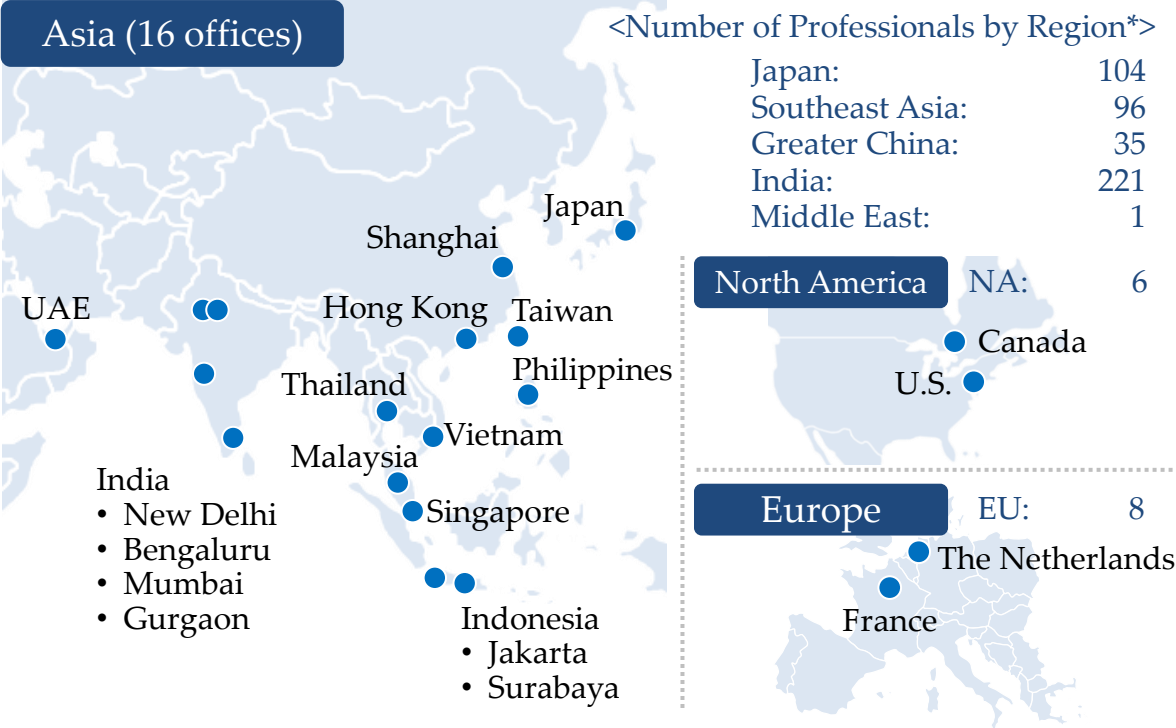 Asia (16 offices)
<Number of Professionals by Region*>
Japan: 104
Southeast Asia: 96
Greater China: 35
India: 221
Middle East: 1
Japan
Shanghai
UAE
Hong Kong
Taiwan
Philippines
Thailand
Vietnam
Malaysia
Singapore
India
• New Delhi
• Bengaluru
• Mumbai
• Gurgaon
Indonesia
• Jakarta
• Surabaya
North America
NA: 6
Canada
U.S.
Europe
EU: 8
The Netherlands
France